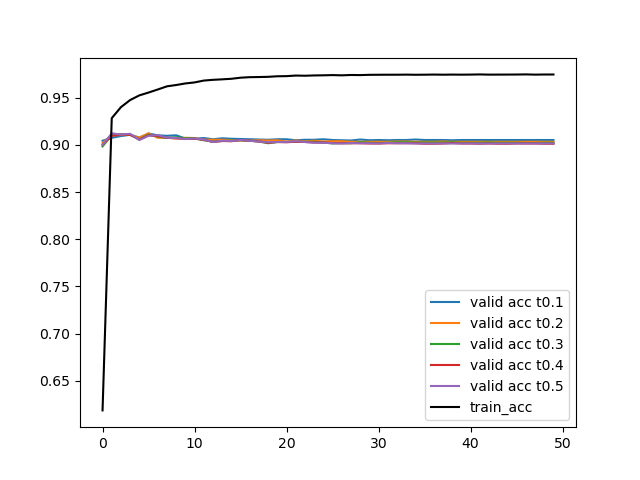 0.95
0.90
0.85
0.80
0.75
0.70
0.65
0 10 20 30 40 50
valid acc t0.1
valid acc t0.2
valid acc t0.3
valid acc t0.4
valid acc t0.5
train_acc